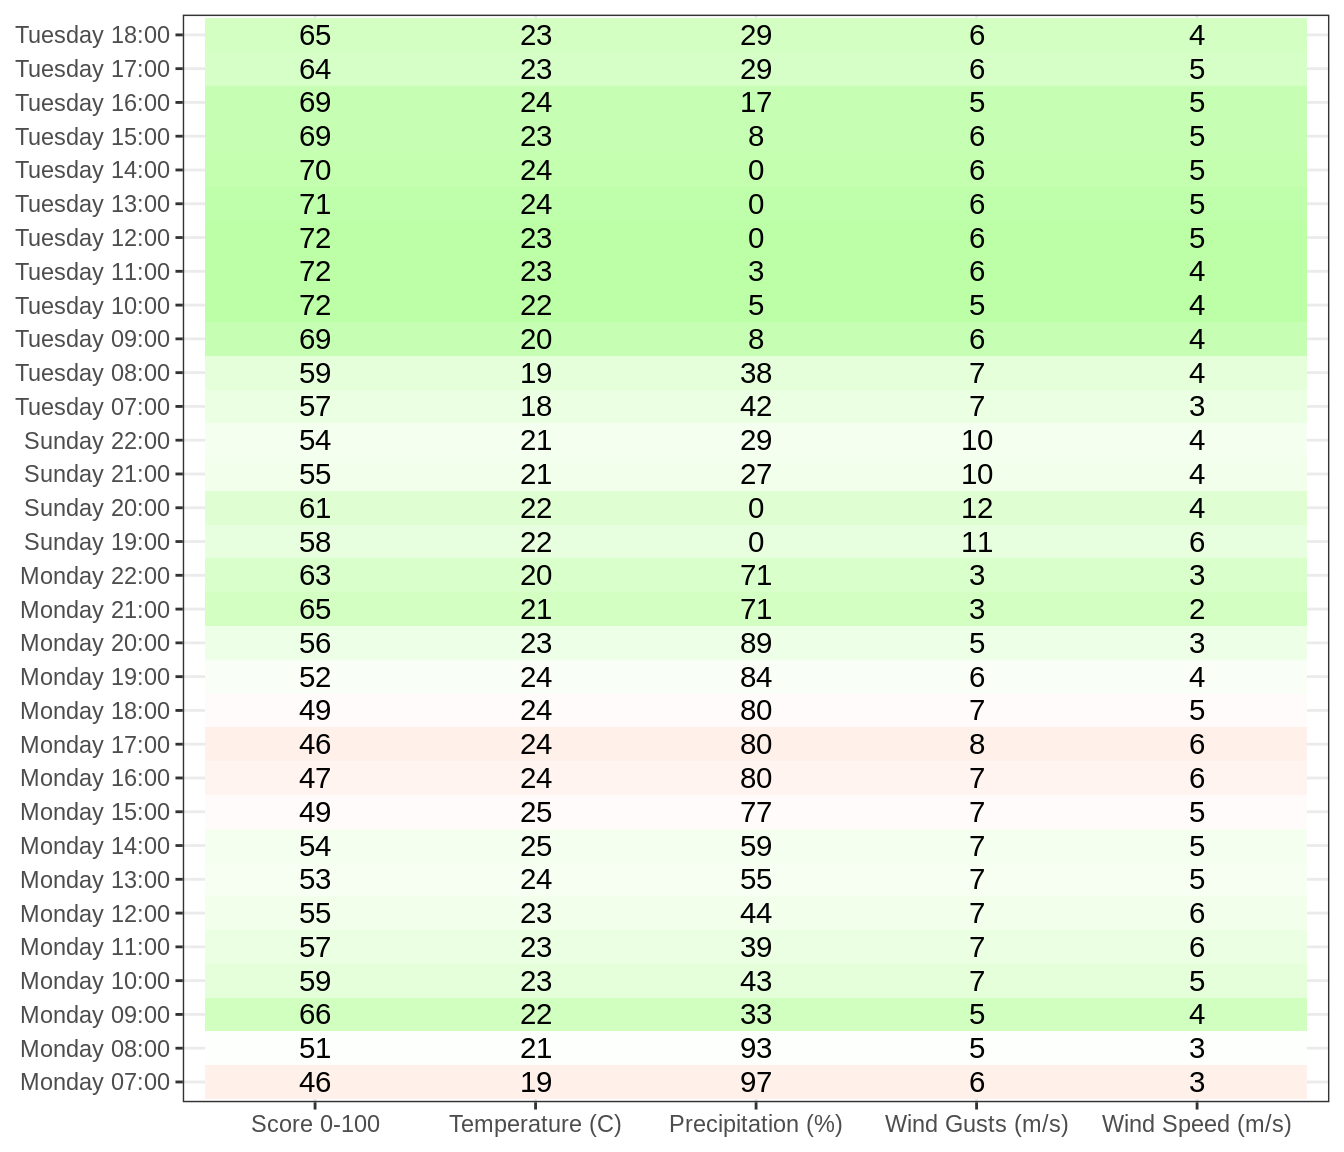 Tuesday 18:00 65 23 29 6 4
Tuesday 17:00 64 23 29 6 5
Tuesday 16:00 69 24 17 5 5
Tuesday 15:00 69 23 8 6 5
Tuesday 14:00 70 24 0 6 5
Tuesday 13:00 71 24 0 6 5
Tuesday 12:00 72 23 0 6 5
Tuesday 11:00 72 23 3 6 4
Tuesday 10:00 72 22 5 5 4
Tuesday 09:00 69 20 8 6 4
Tuesday 08:00 59 19 38 7 4
Tuesday 07:00 57 18 42 7 3
Sunday 22:00 54 21 29 10 4
Sunday 21:00 55 21 27 10 4
Sunday 20:00 61 22 0 12 4
Sunday 19:00 58 22 0 11 6
Monday 22:00 63 20 71 3 3
Monday 21:00 65 21 71 3 2
Monday 20:00 56 23 89 5 3
Monday 19:00 52 24 84 6 4
Monday 18:00 49 24 80 7 5
Monday 17:00 46 24 80 8 6
Monday 16:00 47 24 80 7 6
Monday 15:00 49 25 77 7 5
Monday 14:00 54 25 59 7 5
Monday 13:00 53 24 55 7 5
Monday 12:00 55 23 44 7 6
Monday 11:00 57 23 39 7 6
Monday 10:00 59 23 43 7 5
Monday 09:00 66 22 33 5 4
Monday 08:00 51 21 93 5 3
Monday 07:00 46 19 97 6 3
Score 0-100 Temperature (C) Precipitation (%) Wind Gusts (m/s) Wind Speed (m/s)